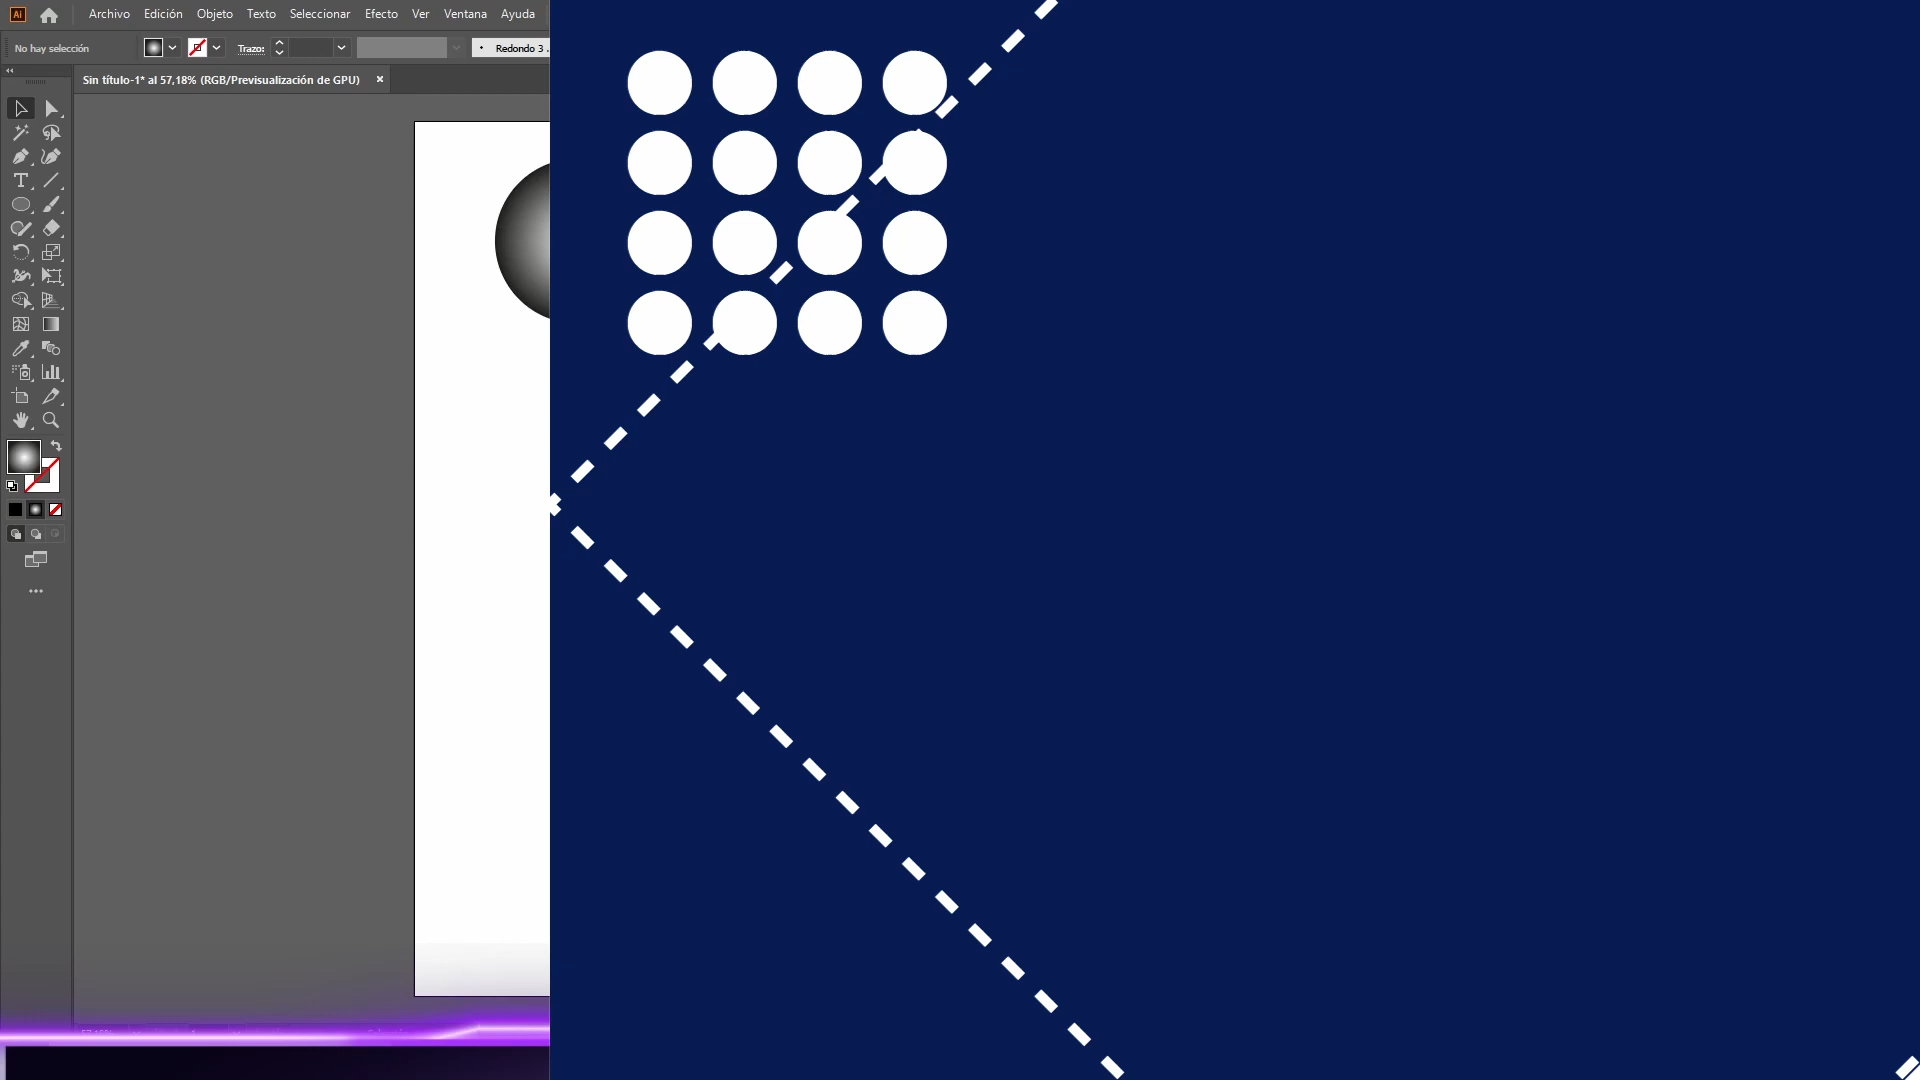 Ai Archivo Edición Objeto Texto Seleccionar Efecto Ver Ventana Ayuda
No hay selección Trazo: Redondo 3 .
Sin título-1* al 57,18% (RGB/Previsualización de GPU) ×